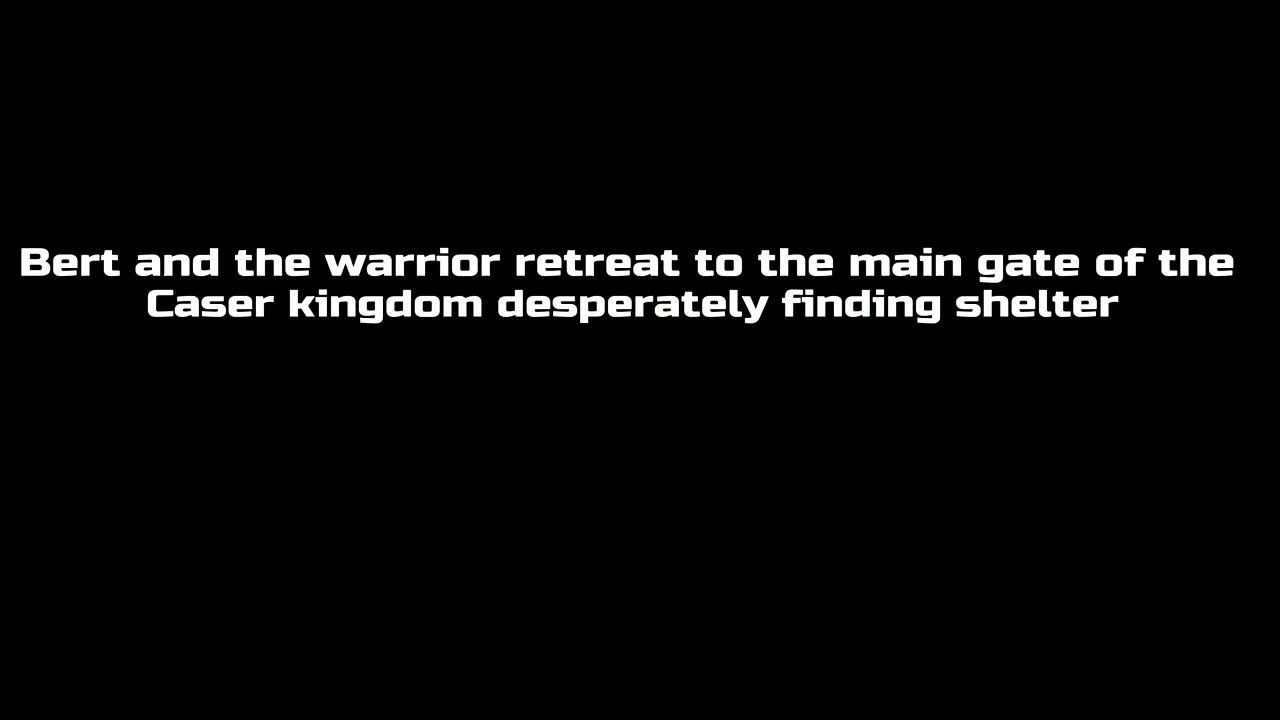 Bert and the warrior retreat to the main gate of the
Caser kingdom desperately finding shelter